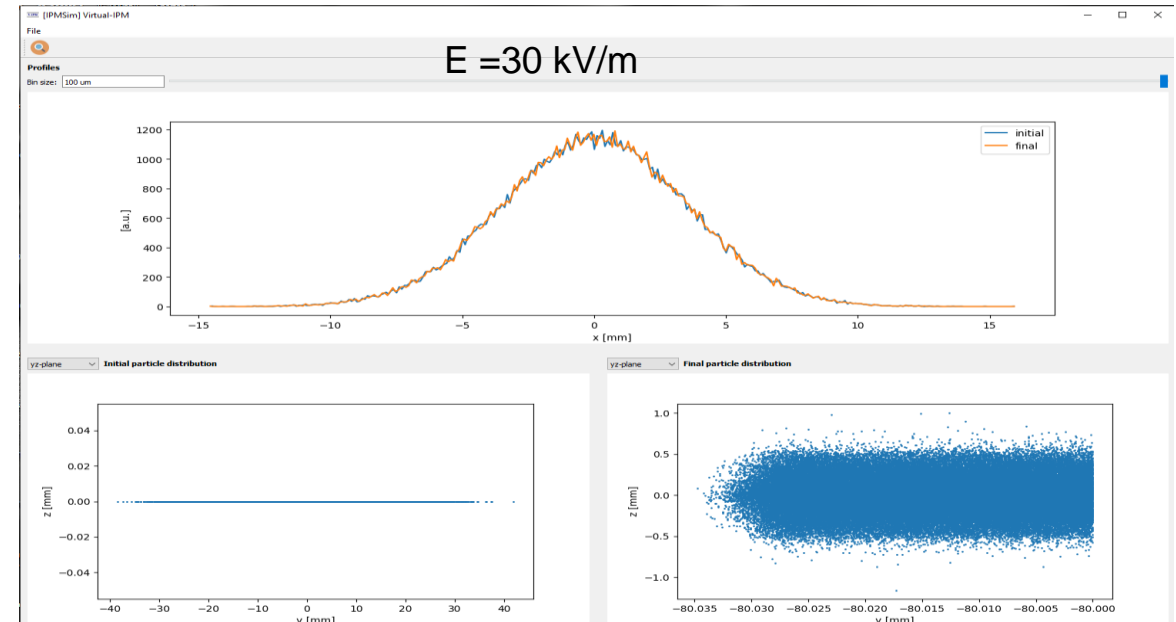 [IPMSim] Virtual-IPM
File
E =30 kV/m
Profiles
Bin size: 100 um
1200
1000
800
600
400
200
0
[a.u.]
initial
final
−15 −10 −5 0 5 10 15
x [mm]
yz-plane Initial particle distribution
yz-plane Final particle distribution
0.04
0.02
0.00
−0.02
−0.04
z [mm]
−40 −30 −20 −10 0 10 20 30 40
y [mm]
1.0
0.5
0.0
−0.5
−1.0
z [mm]
−80.035 −80.030 −80.025 −80.020 −80.015 −80.010 −80.005 −80.000
y [mm]